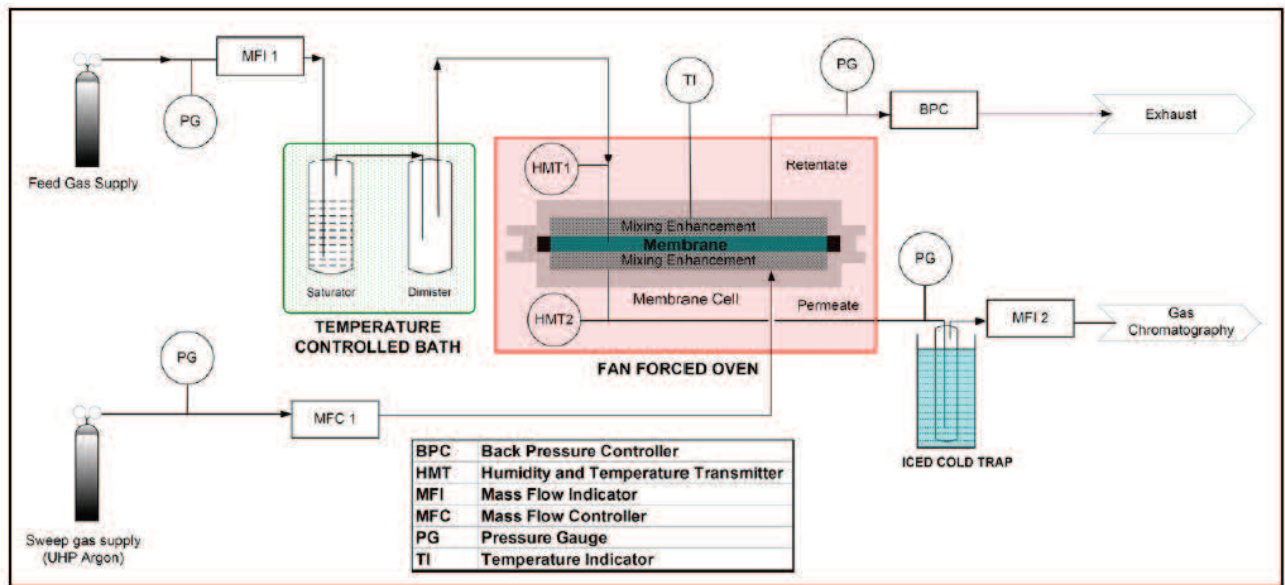 MFI 1
PG
TI
PG
BPC
Exhaust
PG
Feed Gas Supply
HMT1
Retentate
Mixing Enhancement
Membrane
Mixing Enhancement
Saturator
Dimister
Membrane Cell
Permeate
PG
TEMPERATURE
CONTROLLED BATH
HMT2
MFI 2
Gas
Chromatography
FAN FORCED OVEN
MFC 1
ICED COLD TRAP
Sweep gas supply
(UHP Argon)
BPC Back Pressure Controller
HMT Humidity and Temperature Transmitter
MFI Mass Flow Indicator
MFC Mass Flow Controller
PG Pressure Gauge
TI Temperature Indicator